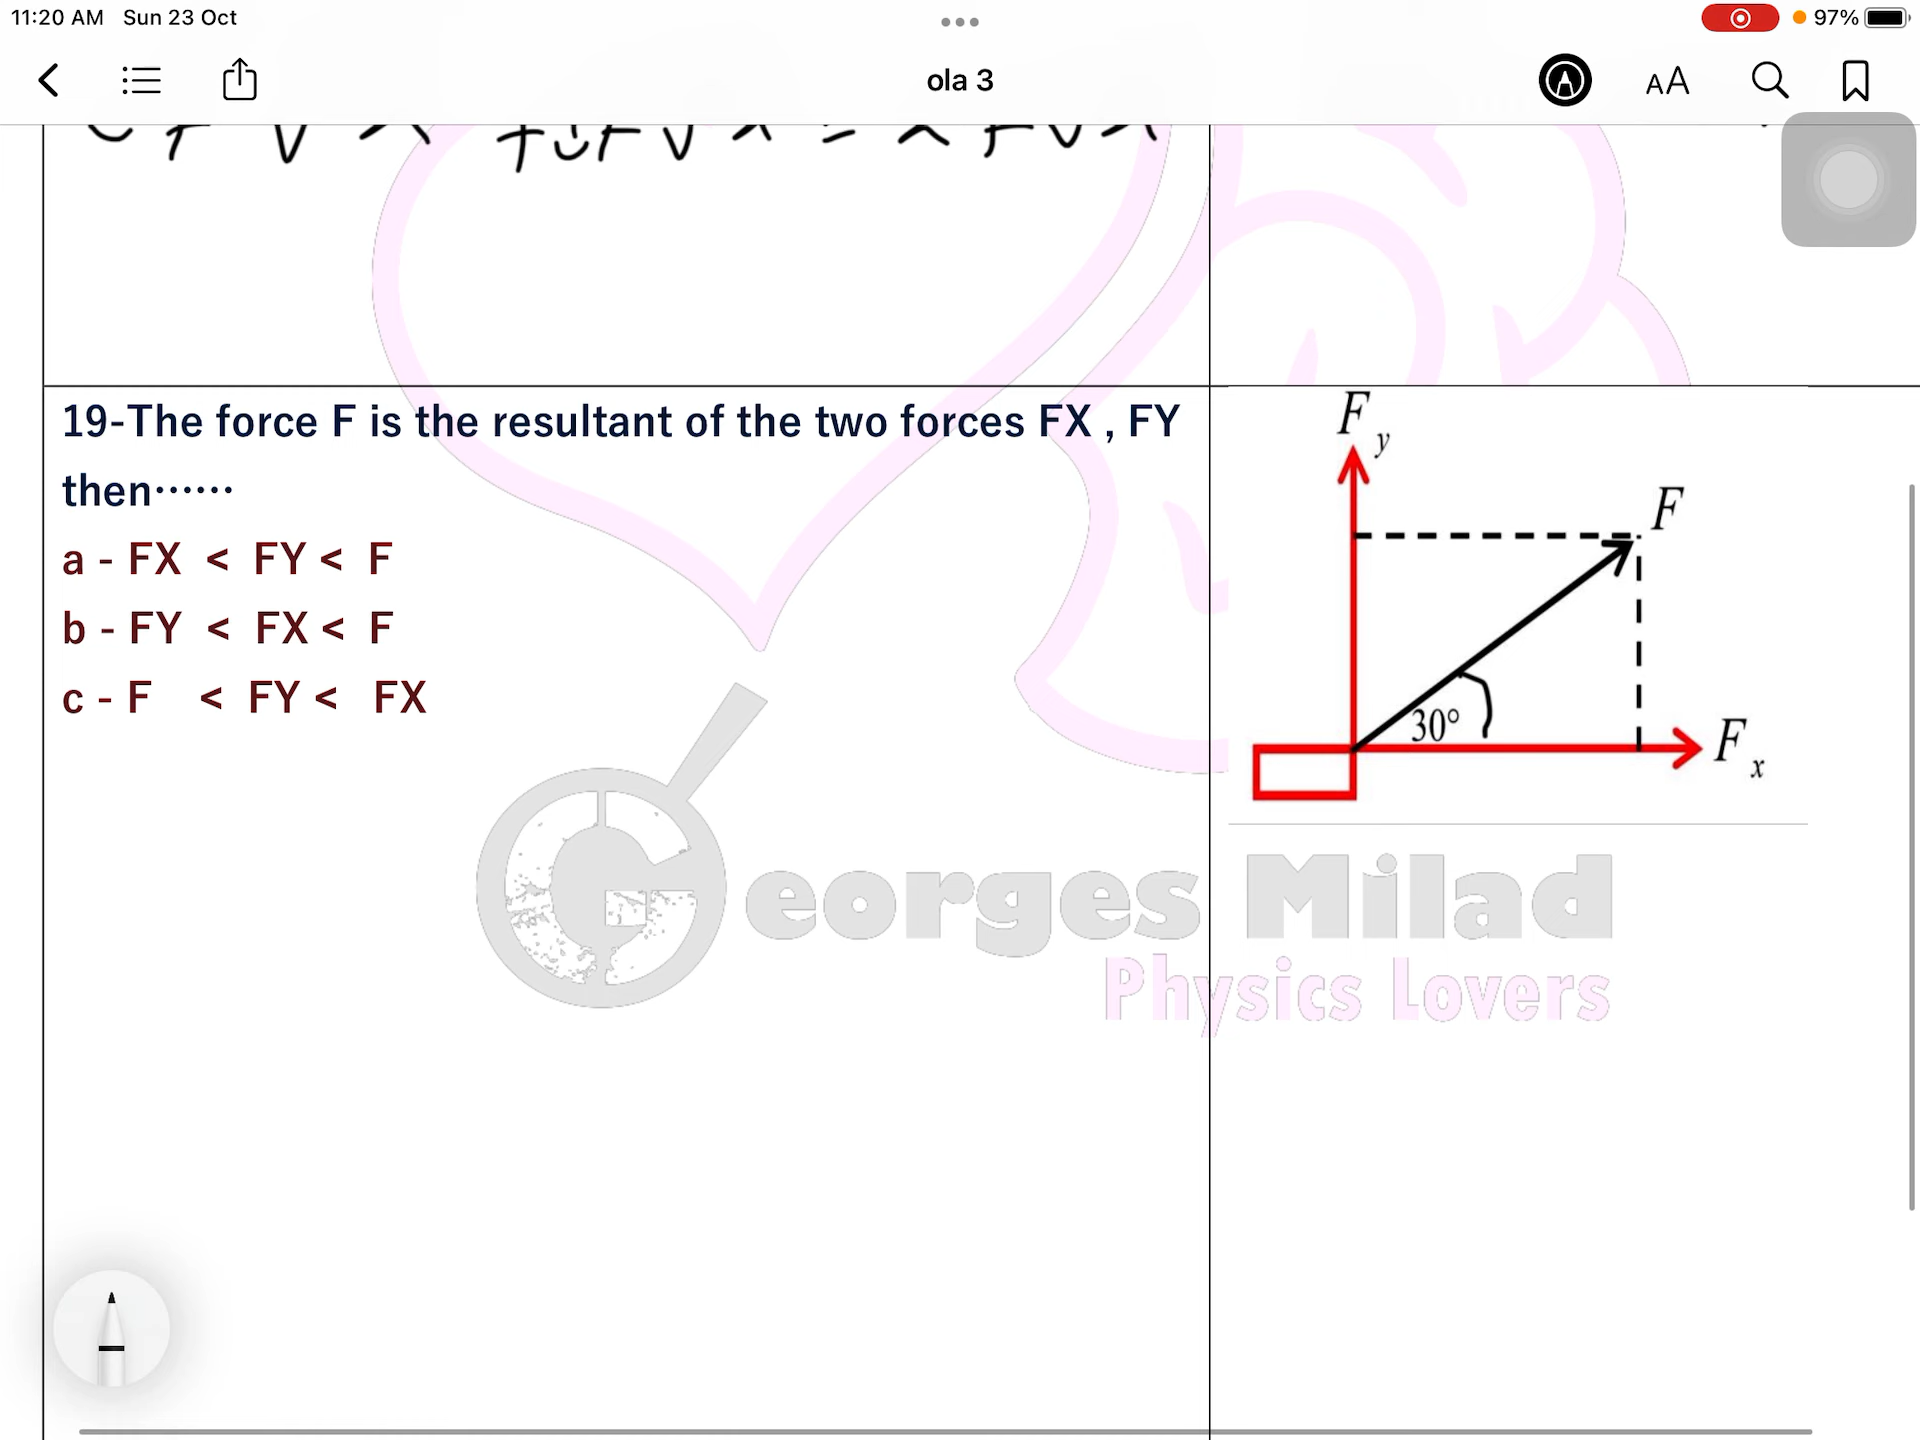 11:20 AM Sun 23 Oct
97%
ola 3
AA
19-The force F is the resultant of the two forces FX , FY
then······
a - FX < FY < F
b - FY < FX < F
c - F < FY < FX
F y
F
30°
F x
Georges Milad
Physics Lovers